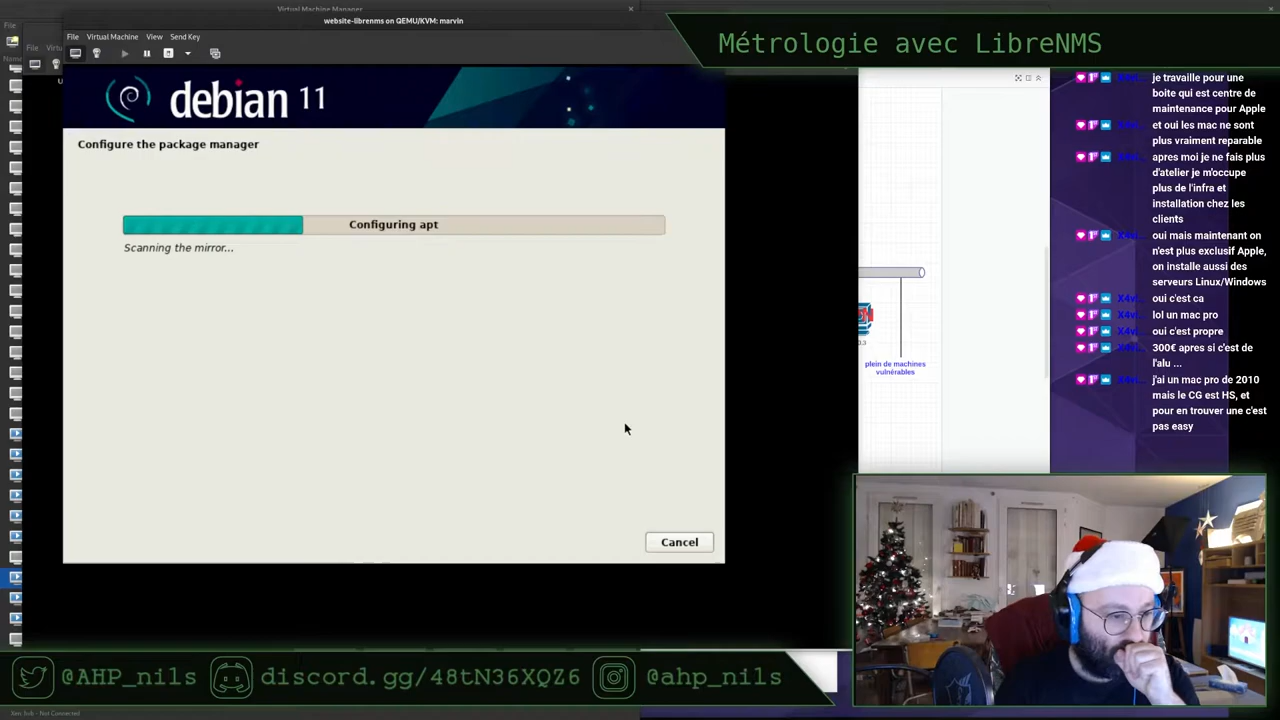 Virtual Machine Manager
website-librenms on QEMU/KVM: marvin
File Virtual Machine View Send Key
File
File
debian 11
Configure the package manager
Configuring apt
Scanning the mirror...
Cancel
plein de machines
vulnérables
Métrologie avec LibreNMS
je travaille pour une
boite qui est centre de
maintenance pour Apple
et oui les mac ne sont
plus vraiment reparable
apres moi je ne fais plus
d'atelier je m'occupe
plus de l'infra et
installation chez les
clients
oui mais maintenant on
n'est plus exclusif Apple,
on installe aussi des
serveurs Linux/Windows
oui c'est ca
lol un mac pro
oui c'est propre
300€ apres si c'est de
l'alu ...
j'ai un mac pro de 2010
mais le CG est HS, et
pour en trouver une c'est
pas easy
@AHP_nils discord.gg/48tN36XQZ6 @ahp_nils